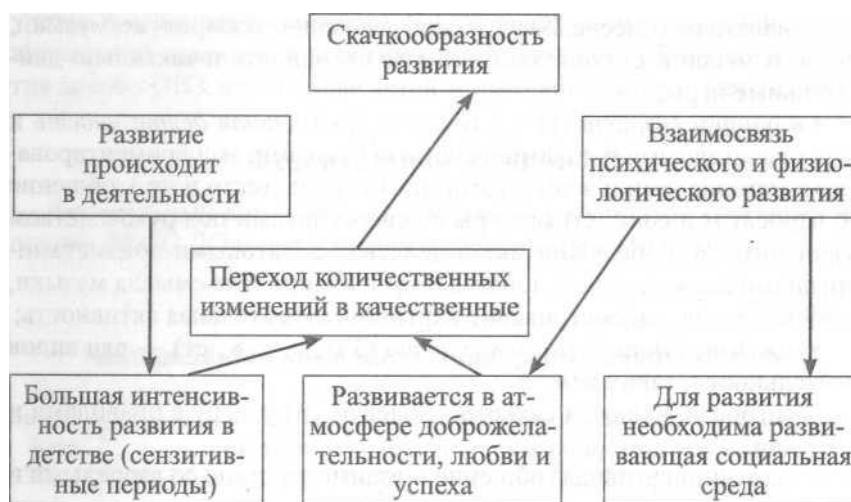 Скачкообразность
развития
Развитие
происходит
в деятельности
Взаимосвязь
психического и физио-
логического развития
Переход количественных
изменений в качественные
Большая интенсив-
ность развития в
детстве (сензитив-
ные периоды)
Развивается в ат-
мосфере доброжела-
тельности, любви и
успеха
Для развития
необходима разви-
вающая социальная
среда